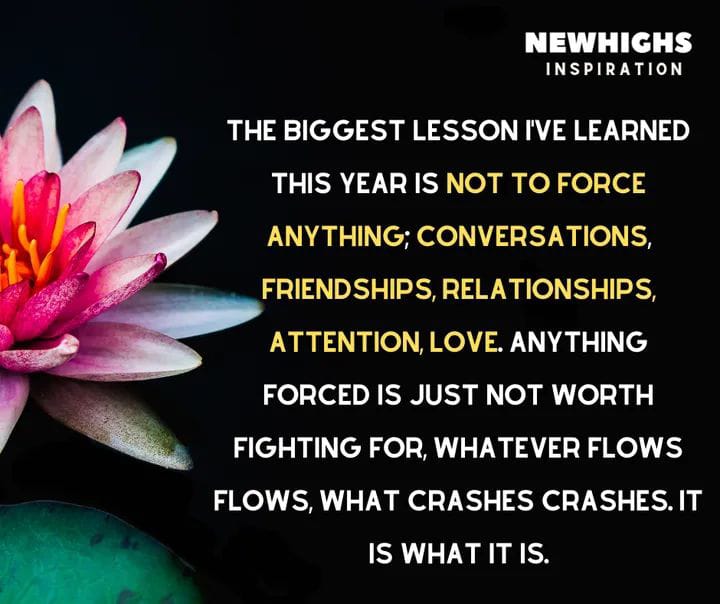 NEWHIGHS
INSPIRATION
THE BIGGEST LESSON I'VE LEARNED
THIS YEAR IS NOT TO FORCE
ANYTHING; CONVERSATIONS,
FRIENDSHIPS, RELATIONSHIPS,
ATTENTION, LOVE. ANYTHING
FORCED IS JUST NOT WORTH
FIGHTING FOR, WHATEVER FLOWS
FLOWS, WHAT CRASHES CRASHES. IT
IS WHAT IT IS.